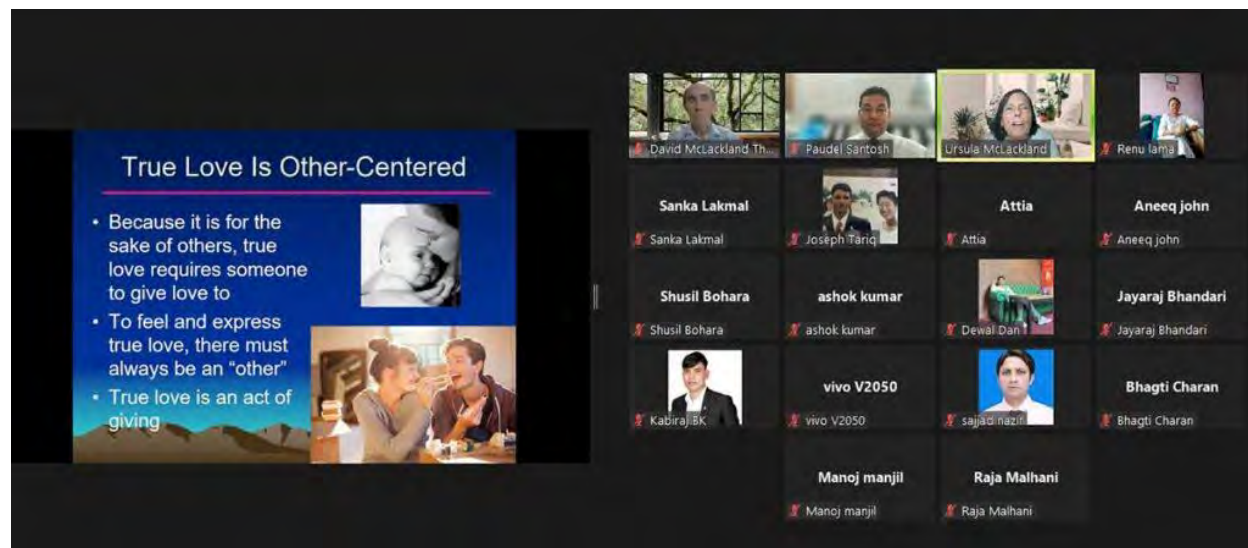 True Love Is Other-Centered
• Because it is for the
sake of others, true
love requires someone
to give love to
• To feel and express
true love, there must
always be an “other”
• True love is an act of
giving
David McLackland Th...
Paudel Santosh
Ursula McLackland
Renu lama
Sanka Lakmal
Sanka Lakmal
Joseph Tariq
Attia
Attia
Aneeq john
Aneeq john
Shusil Bohara
Shusil Bohara
ashok kumar
ashok kumar
Dewal Dan
Jayaraj Bhandari
Jayaraj Bhandari
Kabiraj BK
vivo V2050
vivo V2050
sajjad nazir
Bhagti Charan
Bhagti Charan
Manoj manjil
Manoj manjil
Raja Malhani
Raja Malhani